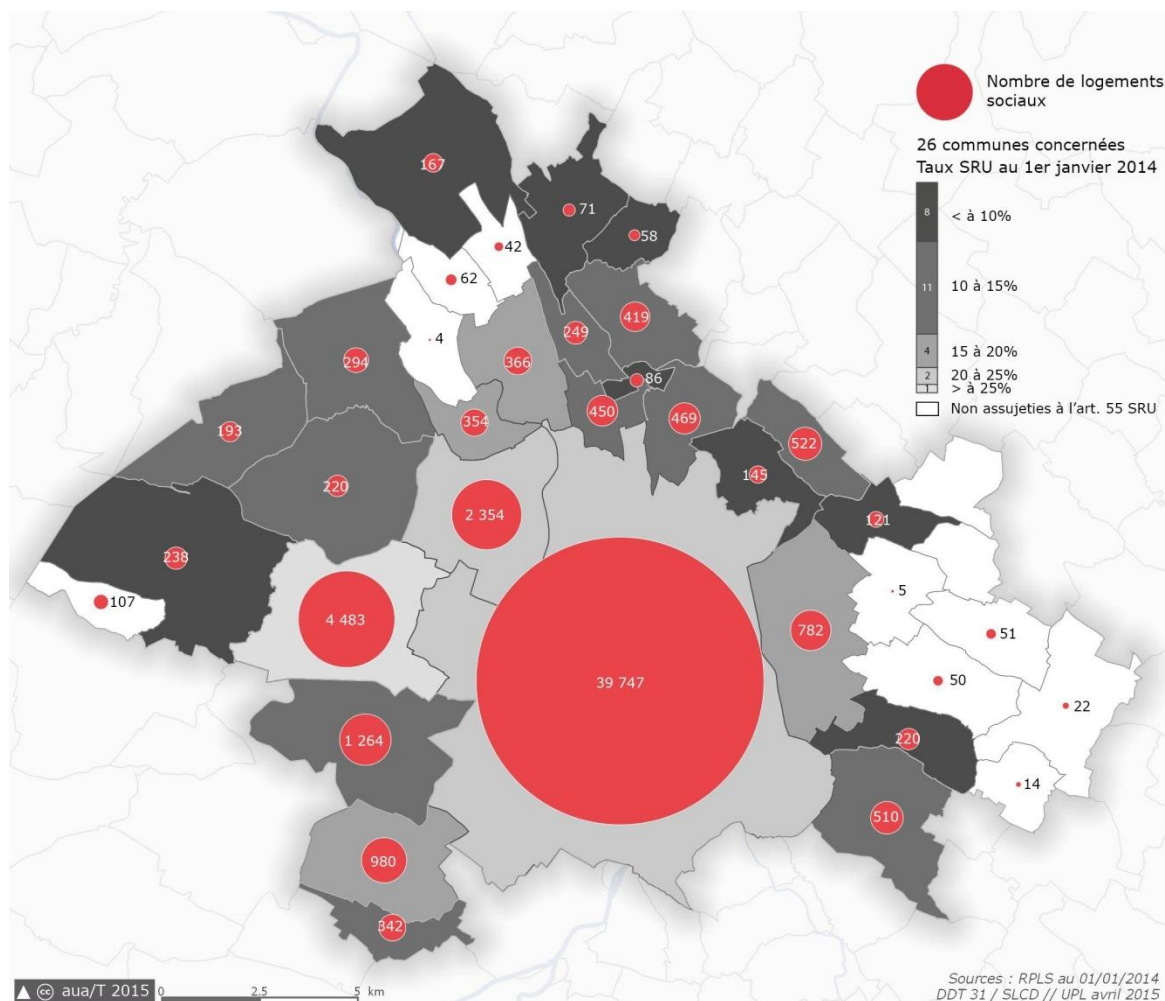 Nombre de logements
sociaux
26 communes concernées
Taux SRU au 1er janvier 2014
8
< à 10%
11
10 à 15%
4
15 à 20%
2
20 à 25%
1
> à 25%
Non assujeties à l'art. 55 SRU
167
71
58
42
62
4
419
249
294
366
86
450
469
354
193
522
145
220
2 354
121
238
5
107
4 483
782
51
39 747
50
22
1 264
220
14
510
980
342
aua/T 2015
cc
0
2.5
5
km
Sources : RPLS au 01/01/2014
DDT 31 / SLCD // UPL avril 2015